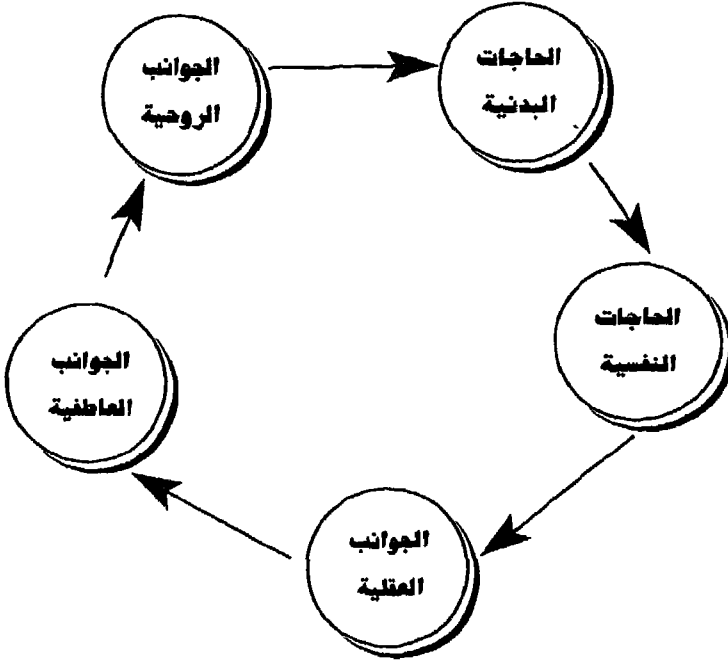 الحاجات
البدنية
الجوانب
الروحية
الحاجات
النفسية
الجوانب
العاطفية
الجوانب
العقلية